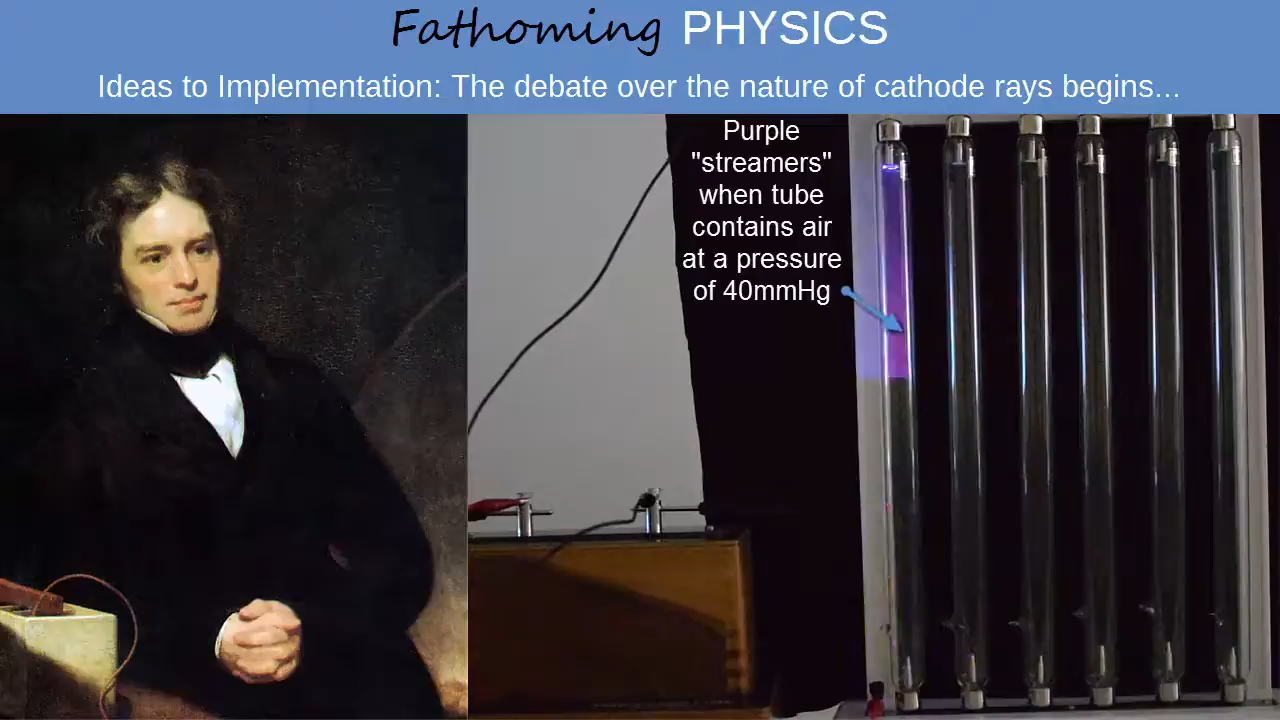 Fathoming PHYSICS
Ideas to Implementation: The debate over the nature of cathode rays begins...
Purple
"streamers"
when tube
contains air
at a pressure
of 40mmHg